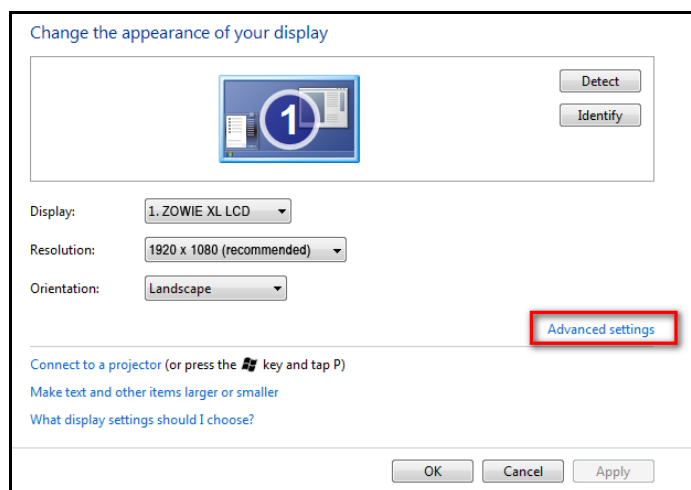 Change the appearance of your display
1
Detect
Identify
Display: 1. ZOWIE XL LCD
Resolution: 1920 x 1080 (recommended)
Orientation: Landscape
Advanced settings
Connect to a projector (or press the key and tap P)
Make text and other items larger or smaller
What display settings should I choose?
OK Cancel Apply